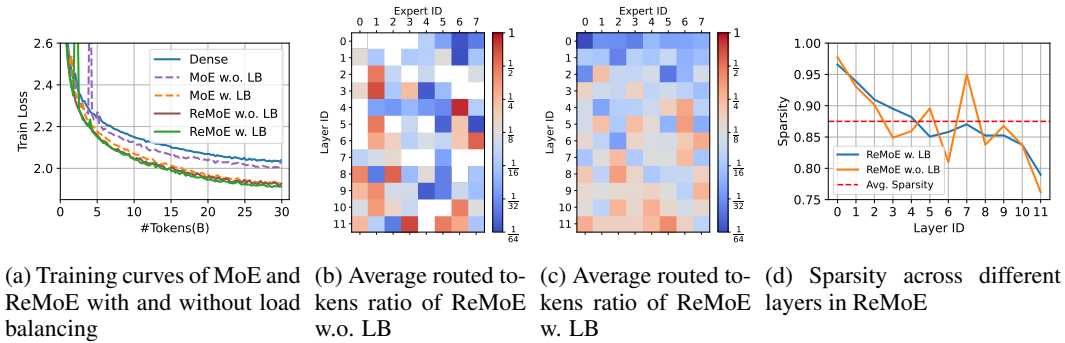 2.6
2.4
2.2
2.0
Train Loss
0 5 10 15 20 25 30
#Tokens(B)
Dense
MoE w.o. LB
MoE w. LB
ReMoE w.o. LB
ReMoE w. LB
Expert ID
0 1 2 3 4 5 6 7
Layer ID
0
1
2
3
4
5
6
7
8
9
10
11
1
1/2
1/4
1/8
1/16
1/32
1/64
Expert ID
0 1 2 3 4 5 6 7
Layer ID
0
1
2
3
4
5
6
7
8
9
10
11
1
1/2
1/4
1/8
1/16
1/32
1/64
1.00
0.95
0.90
0.85
0.80
0.75
Sparsity
ReMoE w. LB
ReMoE w.o. LB
Avg. Sparsity
0 1 2 3 4 5 6 7 8 9 10 11
Layer ID
(a) Training curves of MoE and
ReMoE with and without load
balancing
(b) Average routed to-
kens ratio of ReMoE
w.o. LB
(c) Average routed to-
kens ratio of ReMoE
w. LB
(d) Sparsity across different
layers in ReMoE